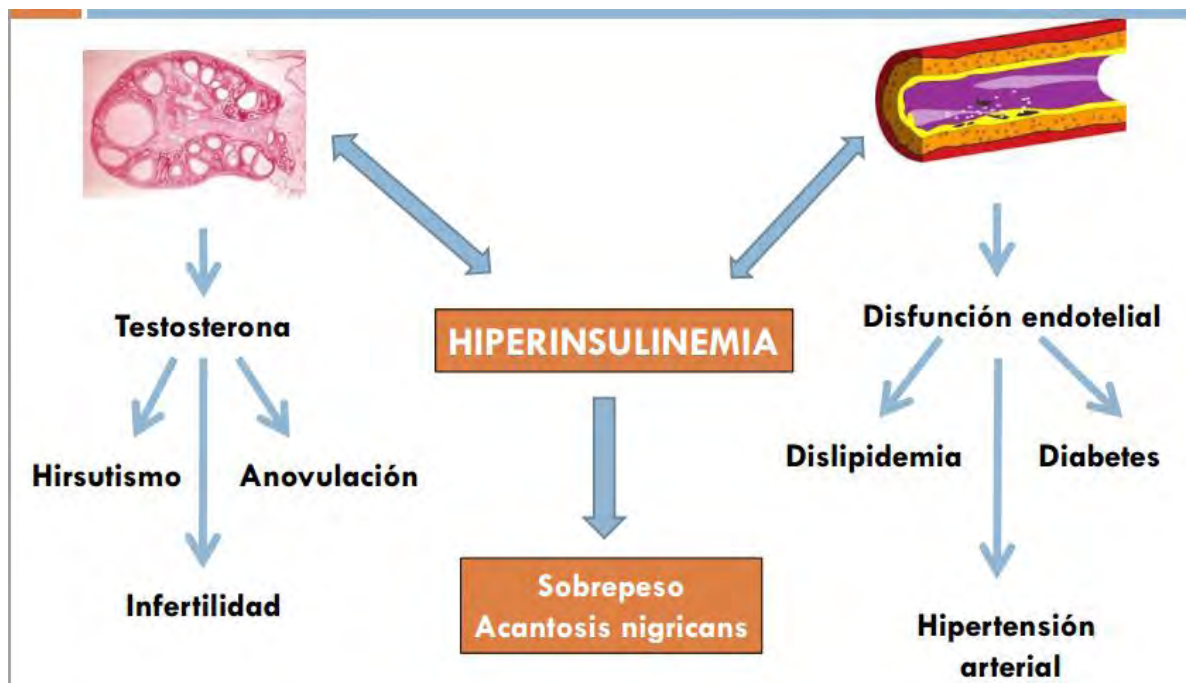 Testosterona
Hirsutismo
Anovulación
Infertilidad
HIPERINSULINEMIA
Sobrepeso
Acantosis nigricans
Disfunción endotelial
Dislipidemia
Diabetes
Hipertensión
arterial